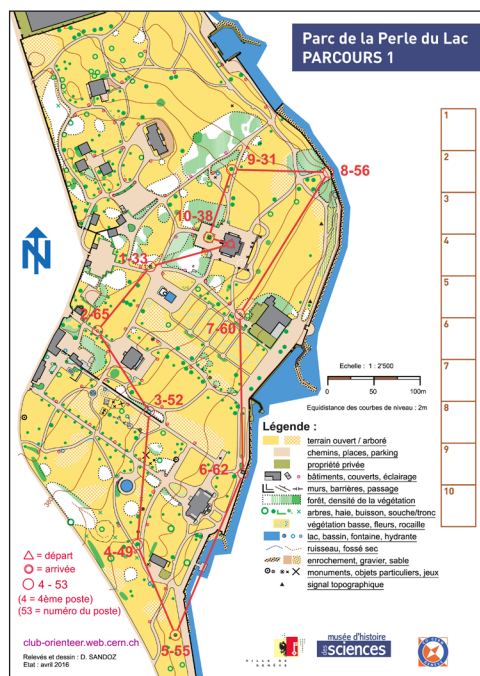 Parc de la Perle du Lac
PARCOURS 1
1
2
3
4
5
6
7
8
9
10
9-31
8-56
10-38
1-33
2-65
7-60
3-52
6-62
4-49
5-55
Echelle : 1 : 2'500
0
100m
Equidistance des courbes de niveau : 2m
Légende :
terrain ouvert / arboré
chemins, places, parking
propriété privée
bâtiments, couverts, éclairage
murs, barrières, passage
forêt, densité de la végétation
arbres, haie, buisson, souche/tronc
végétation basse, fleurs, rocaille
lac, bassin, fontaine, hydrante
ruisseau, fossé sec
enrochement, gravier, sable
monuments, objets particuliers, jeux
signal topographique
= départ
= arrivée
4 - 53
(4 = 4ème poste)
(53 = numéro du poste)
club-orienteer.web.cern.ch
Relevés et dessin : D. SANDOZ
Etat : avril 2016
VILLE DE
GENÈVE
musée d'histoire
des sciences